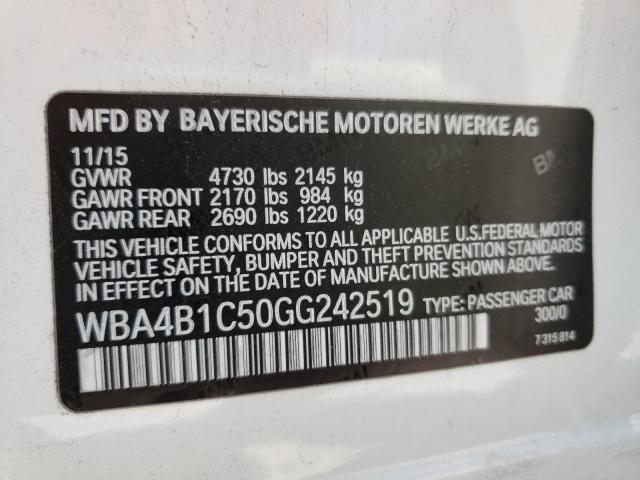 MFD BY BAYERISCHE MOTOREN WERKE AG
11/15
GVWR 4730 lbs 2145 kg
GAWR FRONT 2170 lbs 984 kg
GAWR REAR 2690 lbs 1220 kg
THIS VEHICLE CONFORMS TO ALL APPLICABLE U.S.FEDERAL MOTOR
VEHICLE SAFETY, BUMPER AND THEFT PREVENTION STANDARDS
IN EFFECT ON THE DATE OF MANUFACTURE SHOWN ABOVE.
WBA4B1C50GG242519 TYPE: PASSENGER CAR
300/0
7315814